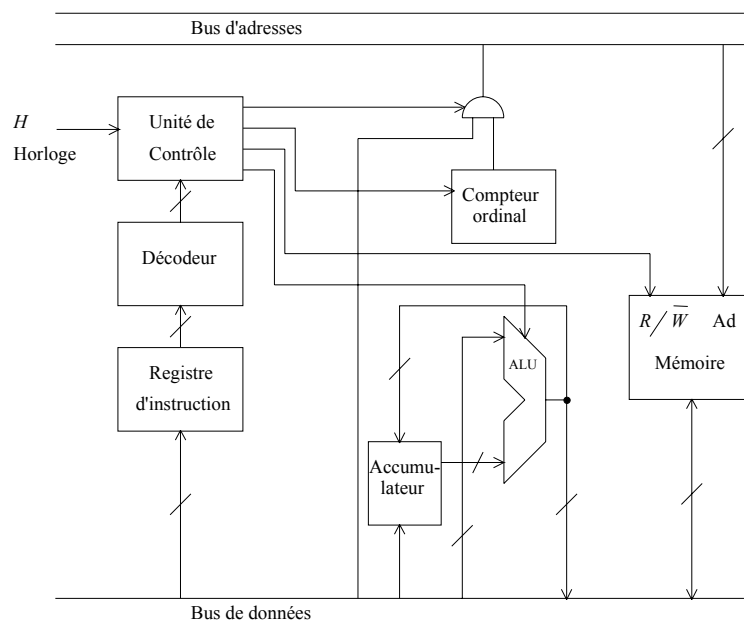 Bus d'adresses
H
Horloge
Unité de
Contrôle
Compteur
ordinal
Décodeur
R/W̅ Ad
Mémoire
ALU
Registre
d'instruction
Accumu-
lateur
Bus de données